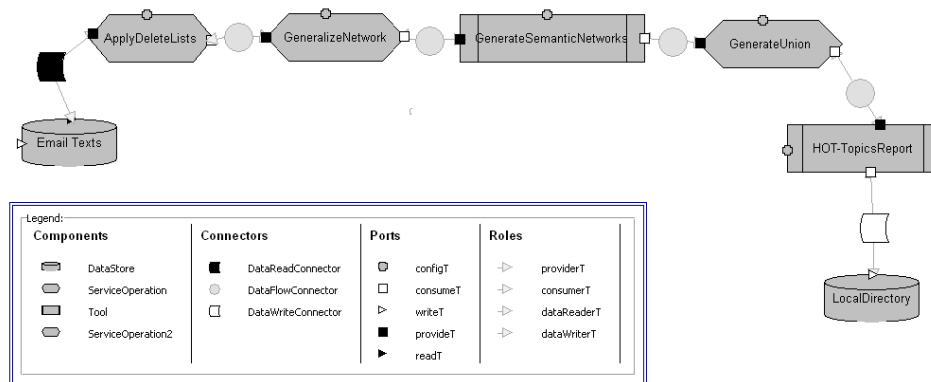 ApplyDeleteLists
GeneralizeNetwork
GenerateSemanticNetworks
GenerateUnion
Email Texts
HOT-TopicsReport
LocalDirectory
Legend:
Components
DataStore
ServiceOperation
Tool
ServiceOperation2
Connectors
DataReadConnector
DataFlowConnector
DataWriteConnector
Ports
configT
consumeT
writeT
provideT
readT
Roles
providerT
consumerT
dataReaderT
dataWriterT